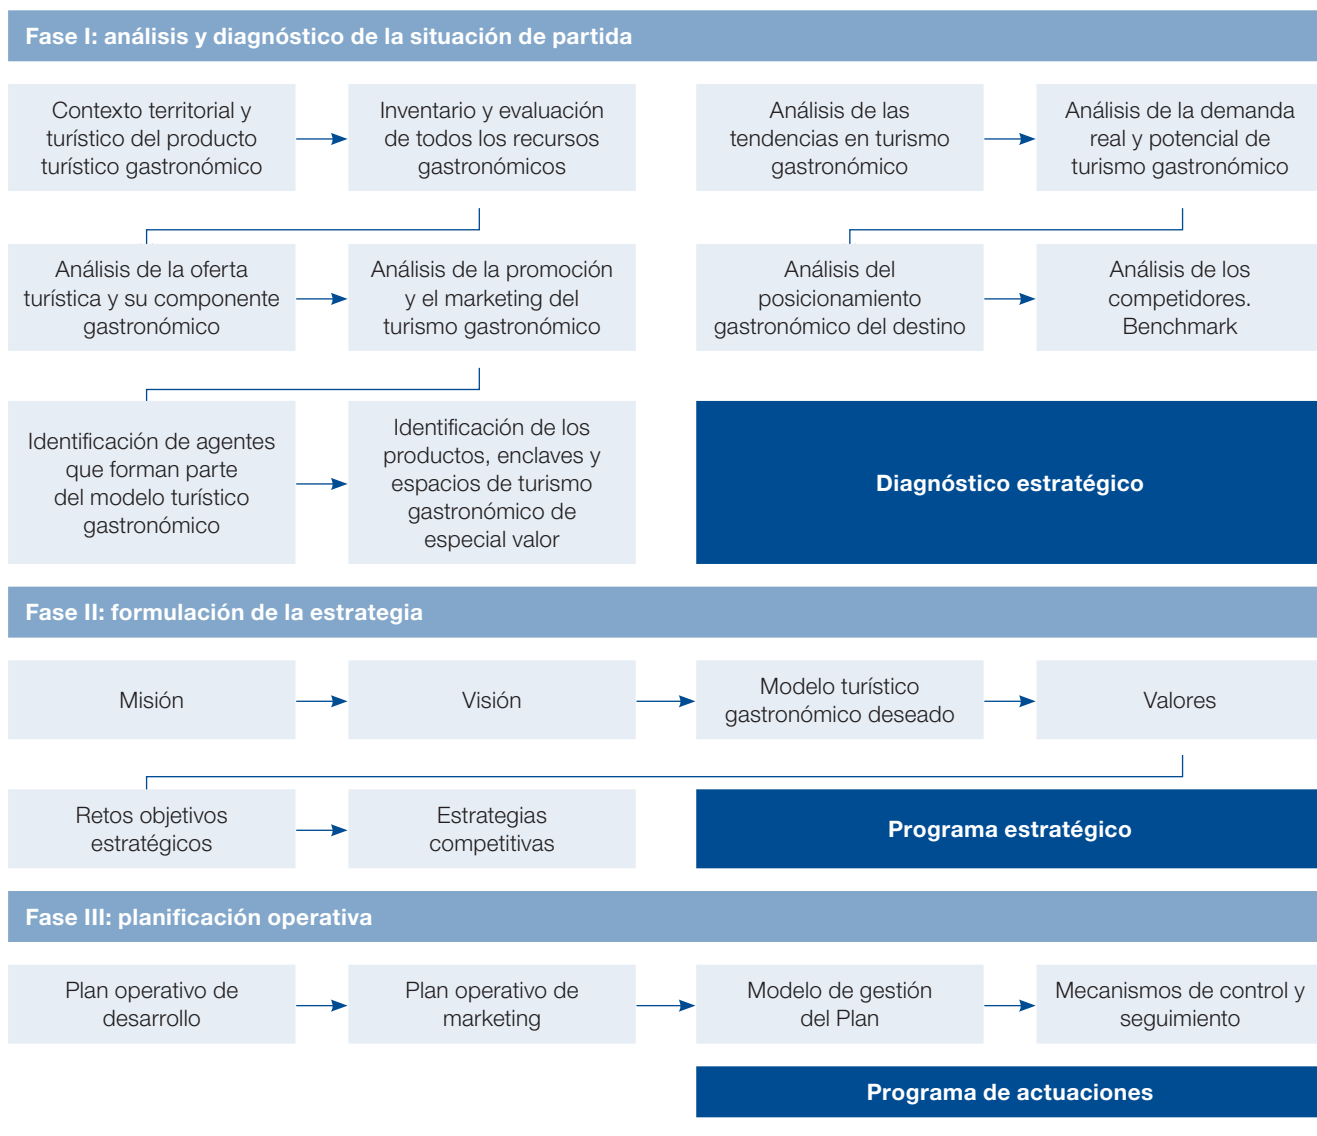 Fase I: análisis y diagnóstico de la situación de partida
Contexto territorial y
turístico del producto
turístico gastronómico
Inventario y evaluación
de todos los recursos
gastronómicos
Análisis de la oferta
turística y su componente
gastronómico
Análisis de la promoción
y el marketing del
turismo gastronómico
Identificación de agentes
que forman parte
del modelo turístico
gastronómico
Identificación de los
productos, enclaves y
espacios de turismo
gastronómico de
especial valor
Análisis de las
tendencias en turismo
gastronómico
Análisis de la demanda
real y potencial de
turismo gastronómico
Análisis del
posicionamiento
gastronómico del destino
Análisis de los
competidores.
Benchmark
Diagnóstico estratégico
Fase II: formulación de la estrategia
Misión
Visión
Modelo turístico
gastronómico deseado
Valores
Retos objetivos
estratégicos
Estrategias
competitivas
Programa estratégico
Fase III: planificación operativa
Plan operativo de
desarrollo
Plan operativo de
marketing
Modelo de gestión
del Plan
Mecanismos de control y
seguimiento
Programa de actuaciones